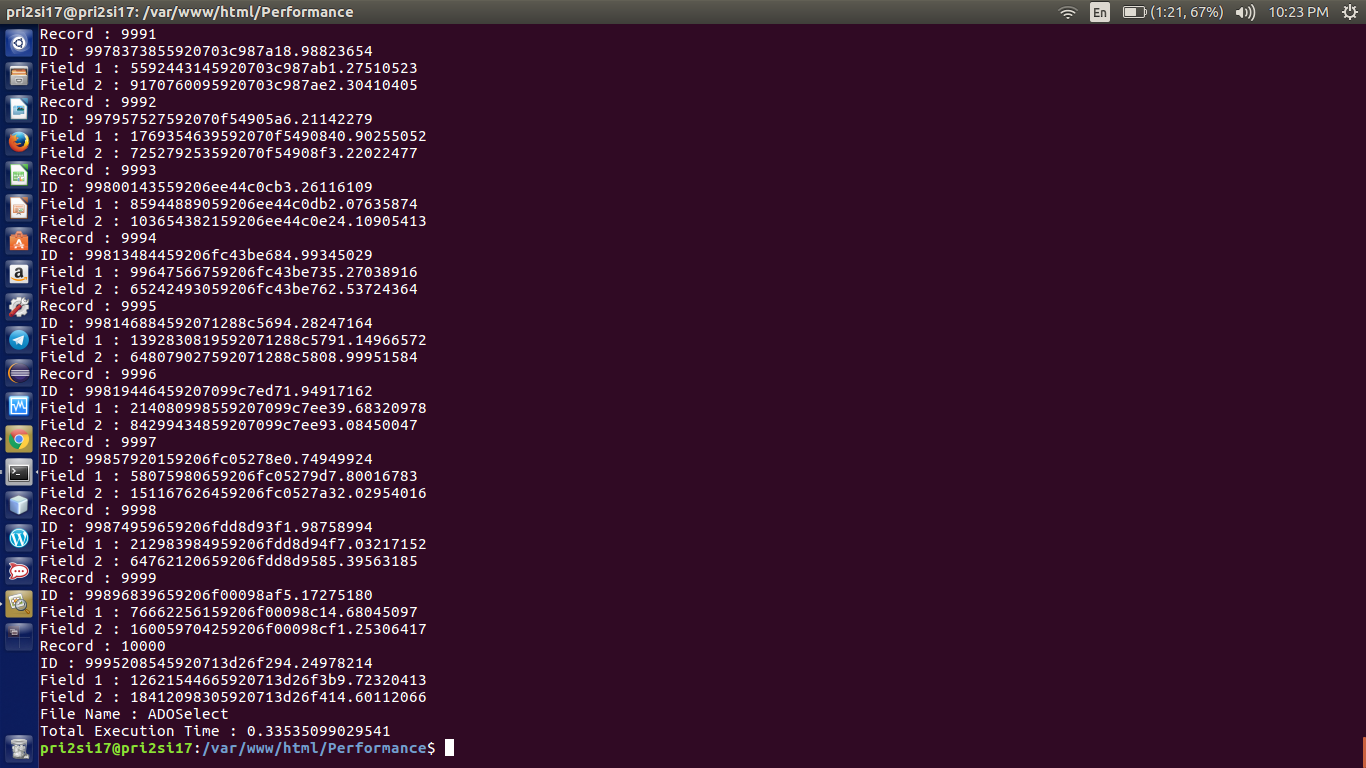 pri2si17@pri2si17: /var/www/html/Performance
En
(1:21, 67%)
10:23 PM
Record : 9991
ID : 9978373855920703c987a18.98823654
Field 1 : 5592443145920703c987ab1.27510523
Field 2 : 9170760095920703c987ae2.30410405
Record : 9992
ID : 997957527592070f54905a6.21142279
Field 1 : 1769354639592070f5490840.90255052
Field 2 : 725279253592070f54908f3.22022477
Record : 9993
ID : 99800143559206ee44c0cb3.26116109
Field 1 : 85944889059206ee44c0db2.07635874
Field 2 : 103654382159206ee44c0e24.10905413
Record : 9994
ID : 99813484459206fc43be684.99345029
Field 1 : 99647566759206fc43be735.27038916
Field 2 : 65242493059206fc43be762.53724364
Record : 9995
ID : 998146884592071288c5694.28247164
Field 1 : 1392830819592071288c5791.14966572
Field 2 : 648079027592071288c5808.99951584
Record : 9996
ID : 99819446459207099c7ed71.94917162
Field 1 : 214080998559207099c7ee39.68320978
Field 2 : 84299434859207099c7ee93.08450047
Record : 9997
ID : 99857920159206fc05278e0.74949924
Field 1 : 58075980659206fc05279d7.80016783
Field 2 : 151167626459206fc0527a32.02954016
Record : 9998
ID : 99874959659206fdd8d93f1.98758994
Field 1 : 212983984959206fdd8d94f7.03217152
Field 2 : 64762120659206fdd8d9585.39563185
Record : 9999
ID : 99896839659206f00098af5.17275180
Field 1 : 76662256159206f00098c14.68045097
Field 2 : 160059704259206f00098cf1.25306417
Record : 10000
ID : 9995208545920713d26f294.24978214
Field 1 : 12621544665920713d26f3b9.72320413
Field 2 : 18412098305920713d26f414.60112066
File Name : ADOSelect
Total Execution Time : 0.33535099029541
pri2si17@pri2si17:/var/www/html/Performance$